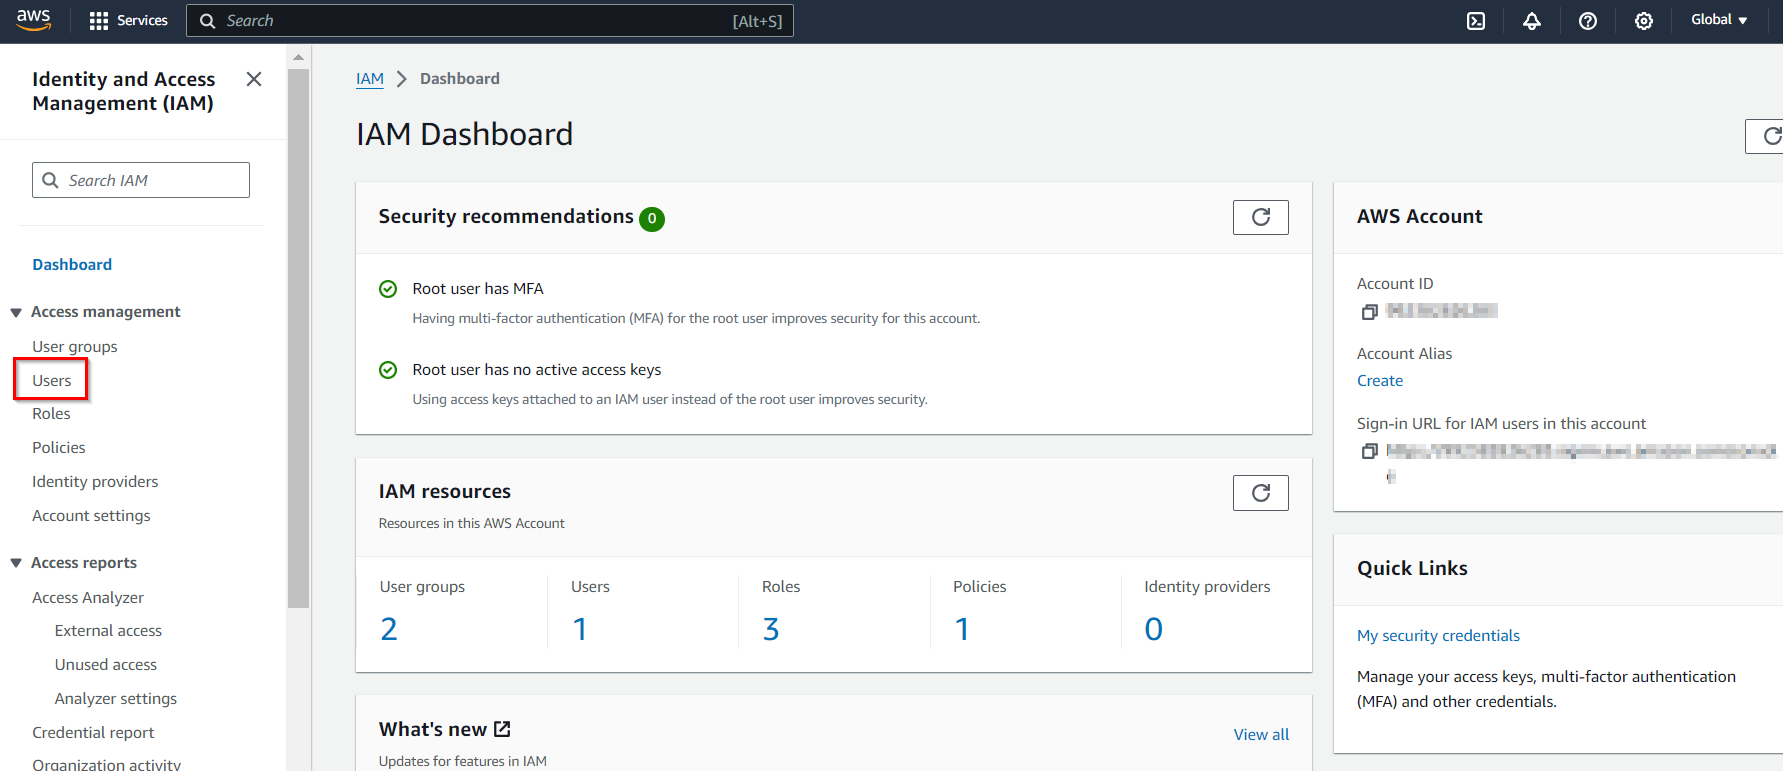 aws
Services
Search
[Alt+S]
Global
Identity and Access
Management (IAM)
Search IAM
Dashboard
Access management
User groups
Users
Roles
Policies
Identity providers
Account settings
Access reports
Access Analyzer
External access
Unused access
Analyzer settings
Credential report
Organization activity
IAM
Dashboard
IAM Dashboard
Security recommendations 0
Root user has MFA
Having multi-factor authentication (MFA) for the root user improves security for this account.
Root user has no active access keys
Using access keys attached to an IAM user instead of the root user improves security.
IAM resources
Resources in this AWS Account
User groups
2
Users
1
Roles
3
Policies
1
Identity providers
0
What's new
View all
Updates for features in IAM
AWS Account
Account ID
Account Alias
Create
Sign-in URL for IAM users in this account
Quick Links
My security credentials
Manage your access keys, multi-factor authentication
(MFA) and other credentials.